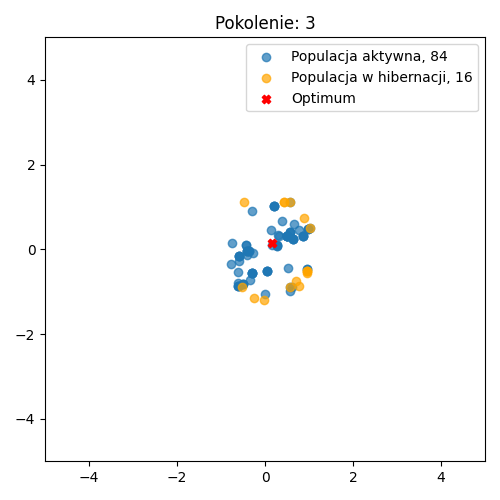 Pokolenie: 3
Populacja aktywna, 84
Populacja w hibernacji, 16
Optimum
4
2
0
−2
−4
−4
−2
0
2
4